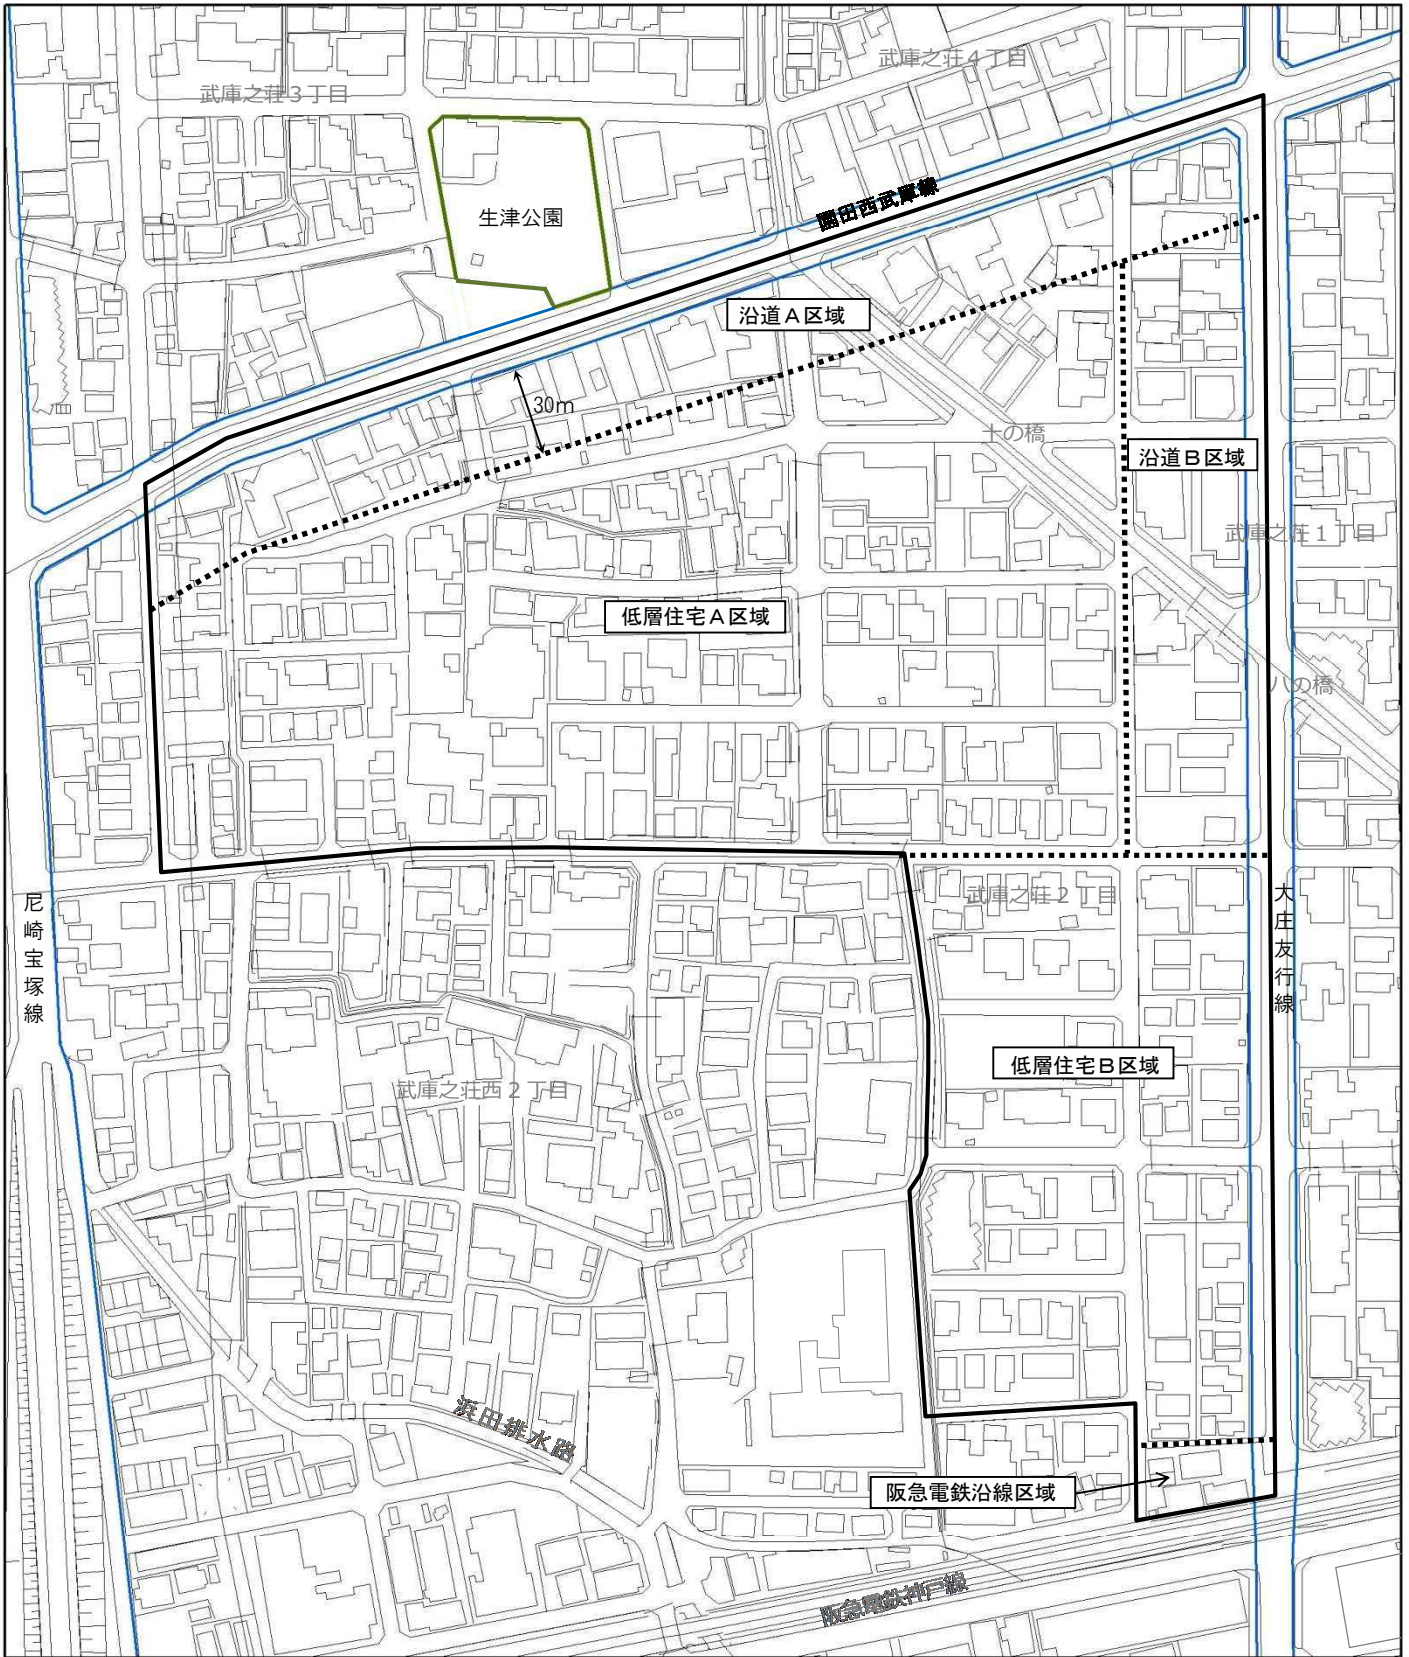 武庫之荘4丁目
武庫之荘3丁目
生津公園
園田西武庫線
沿道A区域
30m
十の橋
沿道B区域
武庫之荘1丁目
低層住宅A区域
八の橋
武庫之荘2丁目
尼崎宝塚線
大庄友行線
低層住宅B区域
武庫之荘西2丁目
浜田排水路
阪急電鉄沿線区域
阪急電鉄神戸線